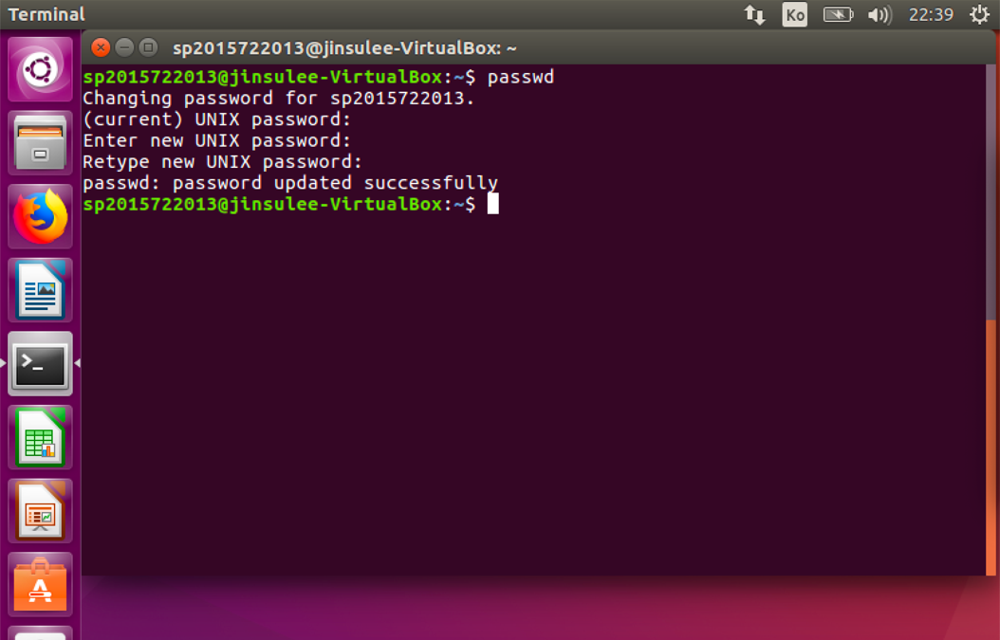 Terminal
Ko
22:39
sp2015722013@jinsulee-VirtualBox: ~
sp2015722013@jinsulee-VirtualBox:~$ passwd
Changing password for sp2015722013.
(current) UNIX password:
Enter new UNIX password:
Retype new UNIX password:
passwd: password updated successfully
sp2015722013@jinsulee-VirtualBox:~$